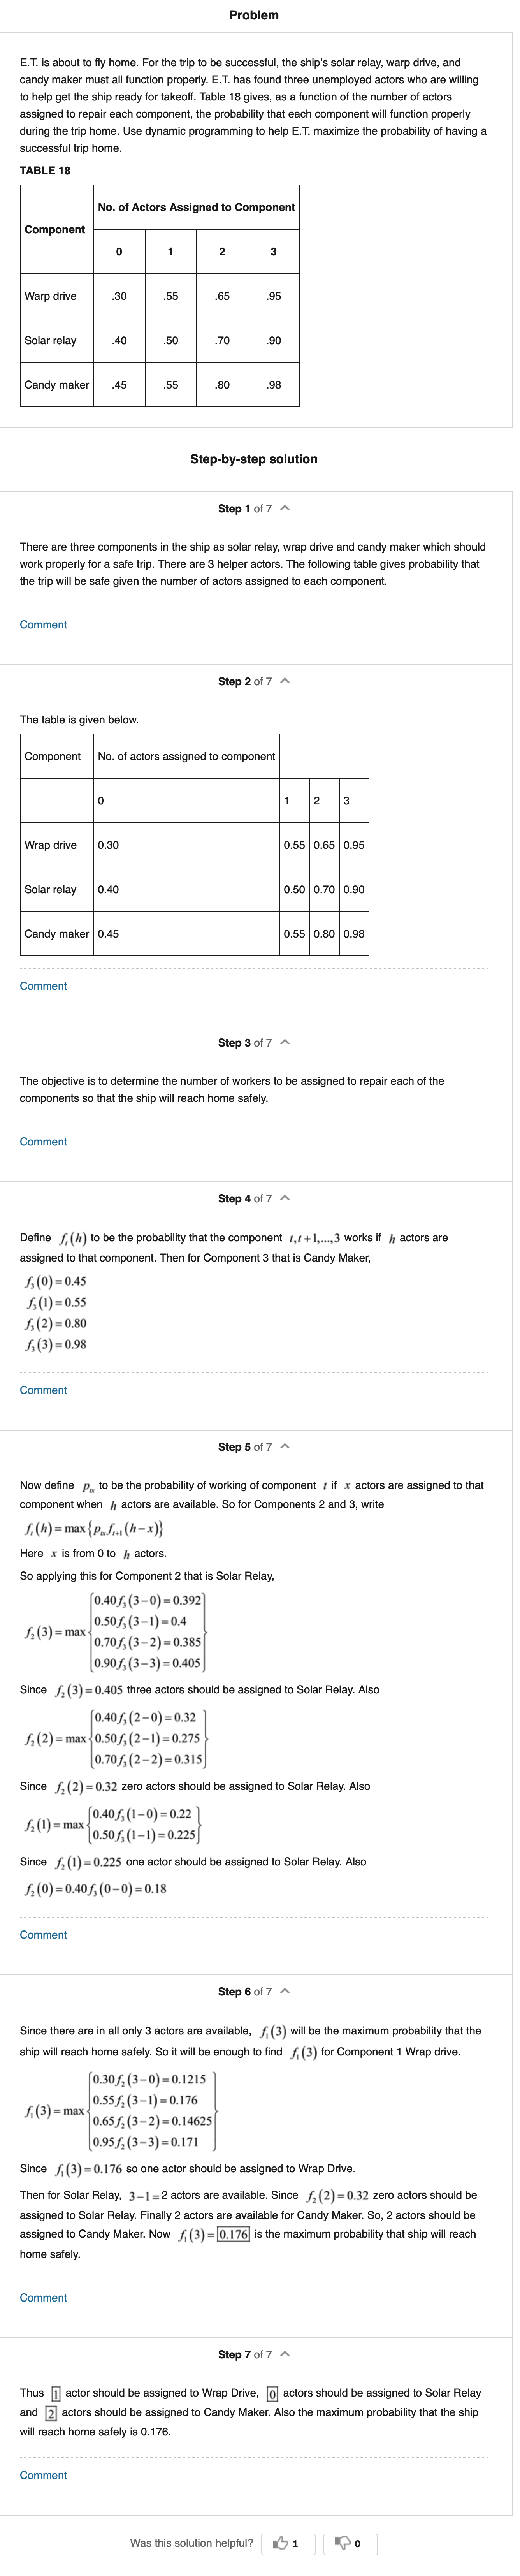 Problem
E.T. is about to fly home. For the trip to be successful, the ship's solar relay, warp drive, and
candy maker must all function properly. E.T. has found three unemployed actors who are willing
to help get the ship ready for takeoff. Table 18 gives, as a function of the number of actors
assigned to repair each component, the probability that each component will function properly
during the trip home. Use dynamic programming to help E.T. maximize the probability of having a
successful trip home.
TABLE 18
Component No. of Actors Assigned to Component
0 1 2 3
Warp drive .30 .55 .65 .95
Solar relay .40 .50 .70 .90
Candy maker .45 .55 .80 .98
Step-by-step solution
Step 1 of 7
There are three components in the ship as solar relay, wrap drive and candy maker which should
work properly for a safe trip. There are 3 helper actors. The following table gives probability that
the trip will be safe given the number of actors assigned to each component.
Comment
Step 2 of 7
The table is given below.
Component No. of actors assigned to component
0 1 2 3
Wrap drive 0.30 0.55 0.65 0.95
Solar relay 0.40 0.50 0.70 0.90
Candy maker 0.45 0.55 0.80 0.98
Comment
Step 3 of 7
The objective is to determine the number of workers to be assigned to repair each of the
components so that the ship will reach home safely.
Comment
Step 4 of 7
Define f_t(h) to be the probability that the component t,t+1,...,3 works if h actors are
assigned to that component. Then for Component 3 that is Candy Maker,
f_3(0)=0.45
f_3(1)=0.55
f_3(2)=0.80
f_3(3)=0.98
Comment
Step 5 of 7
Now define p_tx to be the probability of working of component t if x actors are assigned to that
component when h actors are available. So for Components 2 and 3, write
f_t(h)=max{p_tx f_t+1(h−x)}
Here x is from 0 to h actors.
So applying this for Component 2 that is Solar Relay,
0.40f_3(3−0)=0.392
0.50f_3(3−1)=0.4
f_2(3)=max
0.70f_3(3−2)=0.385
0.90f_3(3−3)=0.405
Since f_2(3)=0.405 three actors should be assigned to Solar Relay. Also
0.40f_3(2−0)=0.32
f_2(2)=max 0.50f_3(2−1)=0.275
0.70f_3(2−2)=0.315
Since f_2(2)=0.32 zero actors should be assigned to Solar Relay. Also
0.40f_3(1−0)=0.22
f_2(1)=max
0.50f_3(1−1)=0.225
Since f_2(1)=0.225 one actor should be assigned to Solar Relay. Also
f_2(0)=0.40f_3(0−0)=0.18
Comment
Step 6 of 7
Since there are in all only 3 actors are available, f_1(3) will be the maximum probability that the
ship will reach home safely. So it will be enough to find f_1(3) for Component 1 Wrap drive.
0.30f_2(3−0)=0.1215
0.55f_2(3−1)=0.176
f_1(3)=max
0.65f_2(3−2)=0.14625
0.95f_2(3−3)=0.171
Since f_1(3)=0.176 so one actor should be assigned to Wrap Drive.
Then for Solar Relay, 3−1=2 actors are available. Since f_2(2)=0.32 zero actors should be
assigned to Solar Relay. Finally 2 actors are available for Candy Maker. So, 2 actors should be
assigned to Candy Maker. Now f_1(3)=0.176 is the maximum probability that ship will reach
home safely.
Comment
Step 7 of 7
Thus 1 actor should be assigned to Wrap Drive, 0 actors should be assigned to Solar Relay
and 2 actors should be assigned to Candy Maker. Also the maximum probability that the ship
will reach home safely is 0.176.
Comment
Was this solution helpful? 1 0